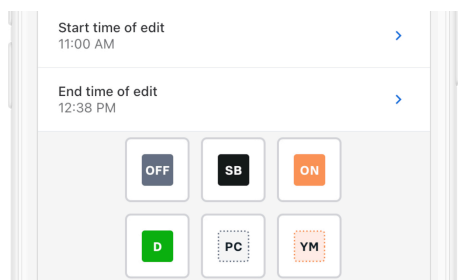 Start time of edit
11:00 AM
End time of edit
12:38 PM
OFF SB ON
D PC YM